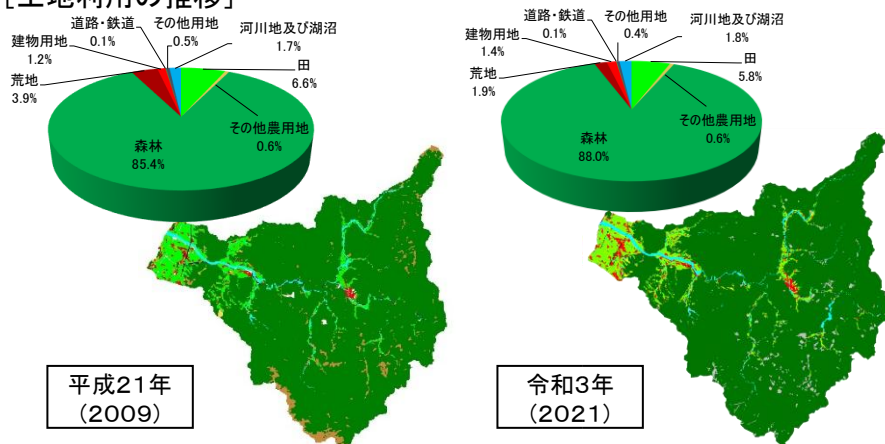 [土地利用の推移]
道路・鉄道
0.1%
その他用地
0.5%
河川地及び湖沼
1.7%
建物用地
1.2%
田
6.6%
荒地
3.9%
その他農用地
0.6%
森林
85.4%
平成21年
(2009)
道路・鉄道
0.1%
その他用地
0.4%
河川地及び湖沼
1.8%
建物用地
1.4%
田
5.8%
荒地
1.9%
その他農用地
0.6%
森林
88.0%
令和3年
(2021)